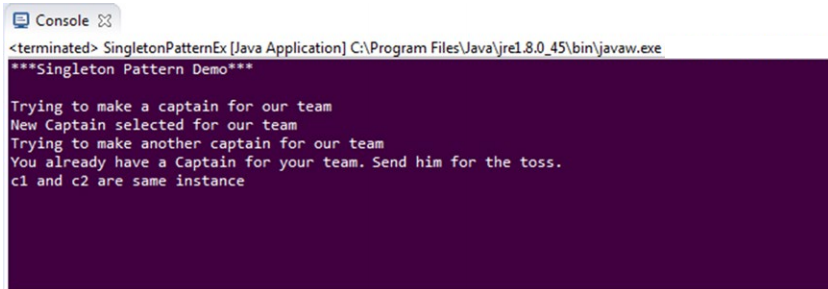 Console
<terminated> SingletonPatternEx [Java Application] C:\Program Files\Java\jre1.8.0_45\bin\javaw.exe
***Singleton Pattern Demo***
Trying to make a captain for our team
New Captain selected for our team
Trying to make another captain for our team
You already have a Captain for your team. Send him for the toss.
c1 and c2 are same instance